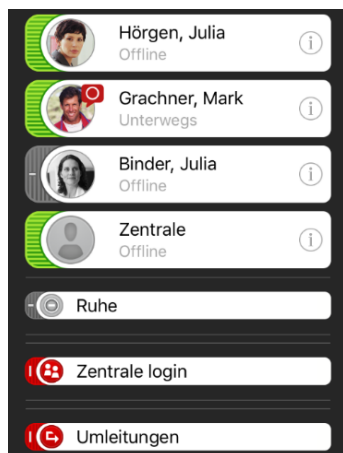 Hörgen, Julia
Offline
Grachner, Mark
Unterwegs
Binder, Julia
Offline
Zentrale
Offline
Ruhe
Zentrale login
Umleitungen